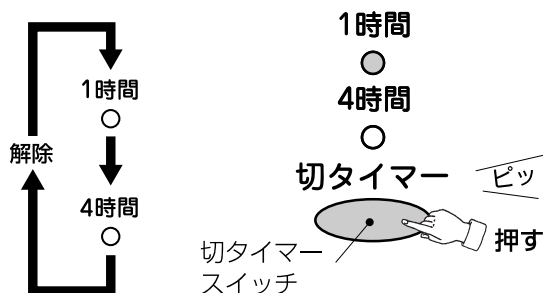 1時間
解除
4時間
1時間
4時間
切タイマー
ピッ
押す
切タイマー
スイッチ